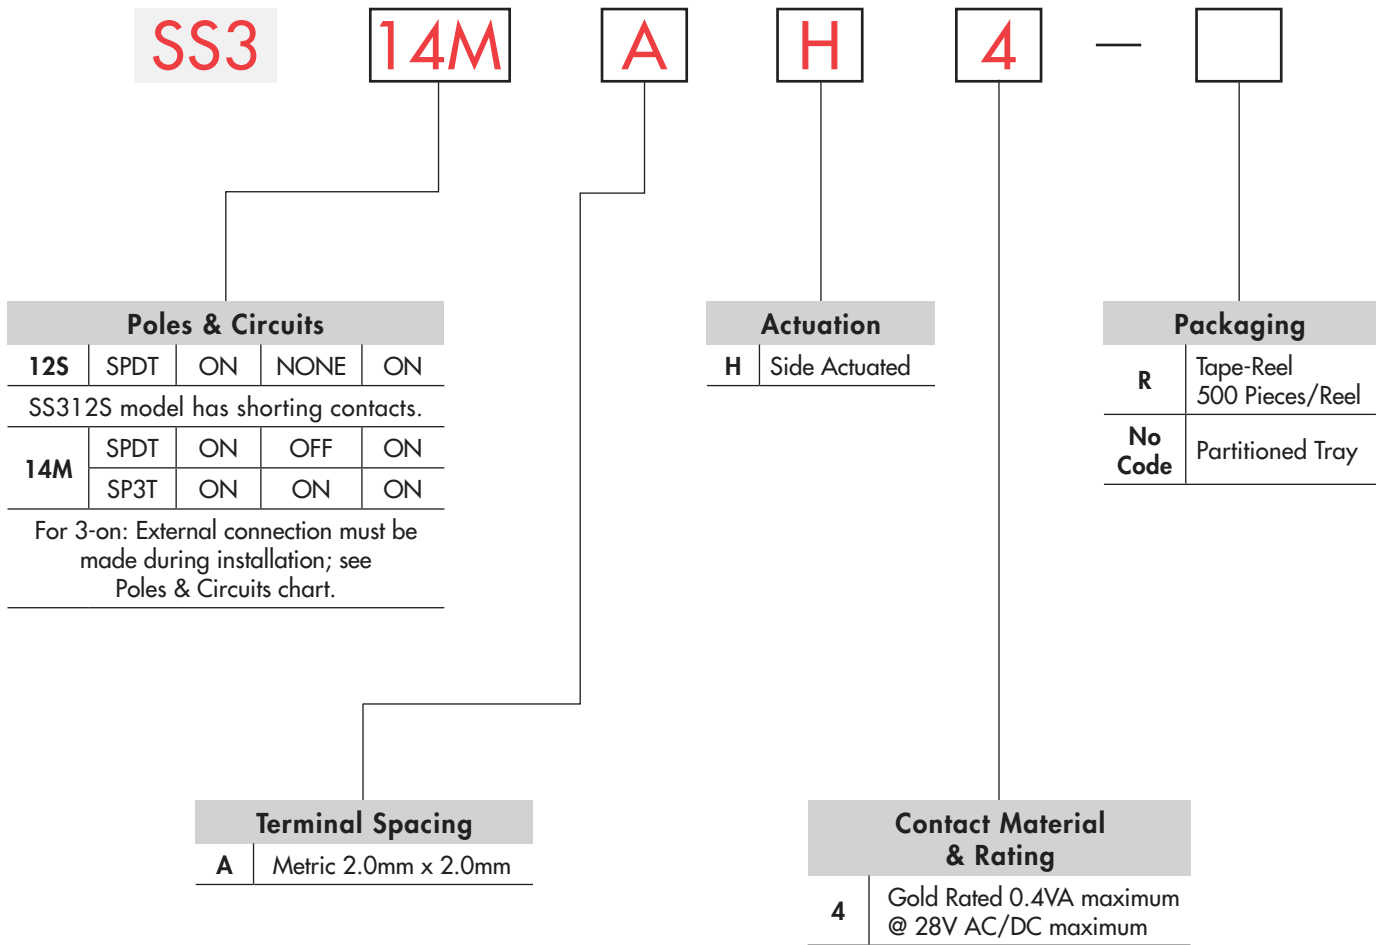 SS3 14M A H 4 —
Poles & Circuits
12S SPDT ON NONE ON
SS312S model has shorting contacts.
14M SPDT ON OFF ON
SP3T ON ON ON
For 3-on: External connection must be
made during installation; see
Poles & Circuits chart.
Actuation
H Side Actuated
Packaging
R Tape-Reel
500 Pieces/Reel
No
Code Partitioned Tray
Terminal Spacing
A Metric 2.0mm x 2.0mm
Contact Material
& Rating
4 Gold Rated 0.4VA maximum
@ 28V AC/DC maximum